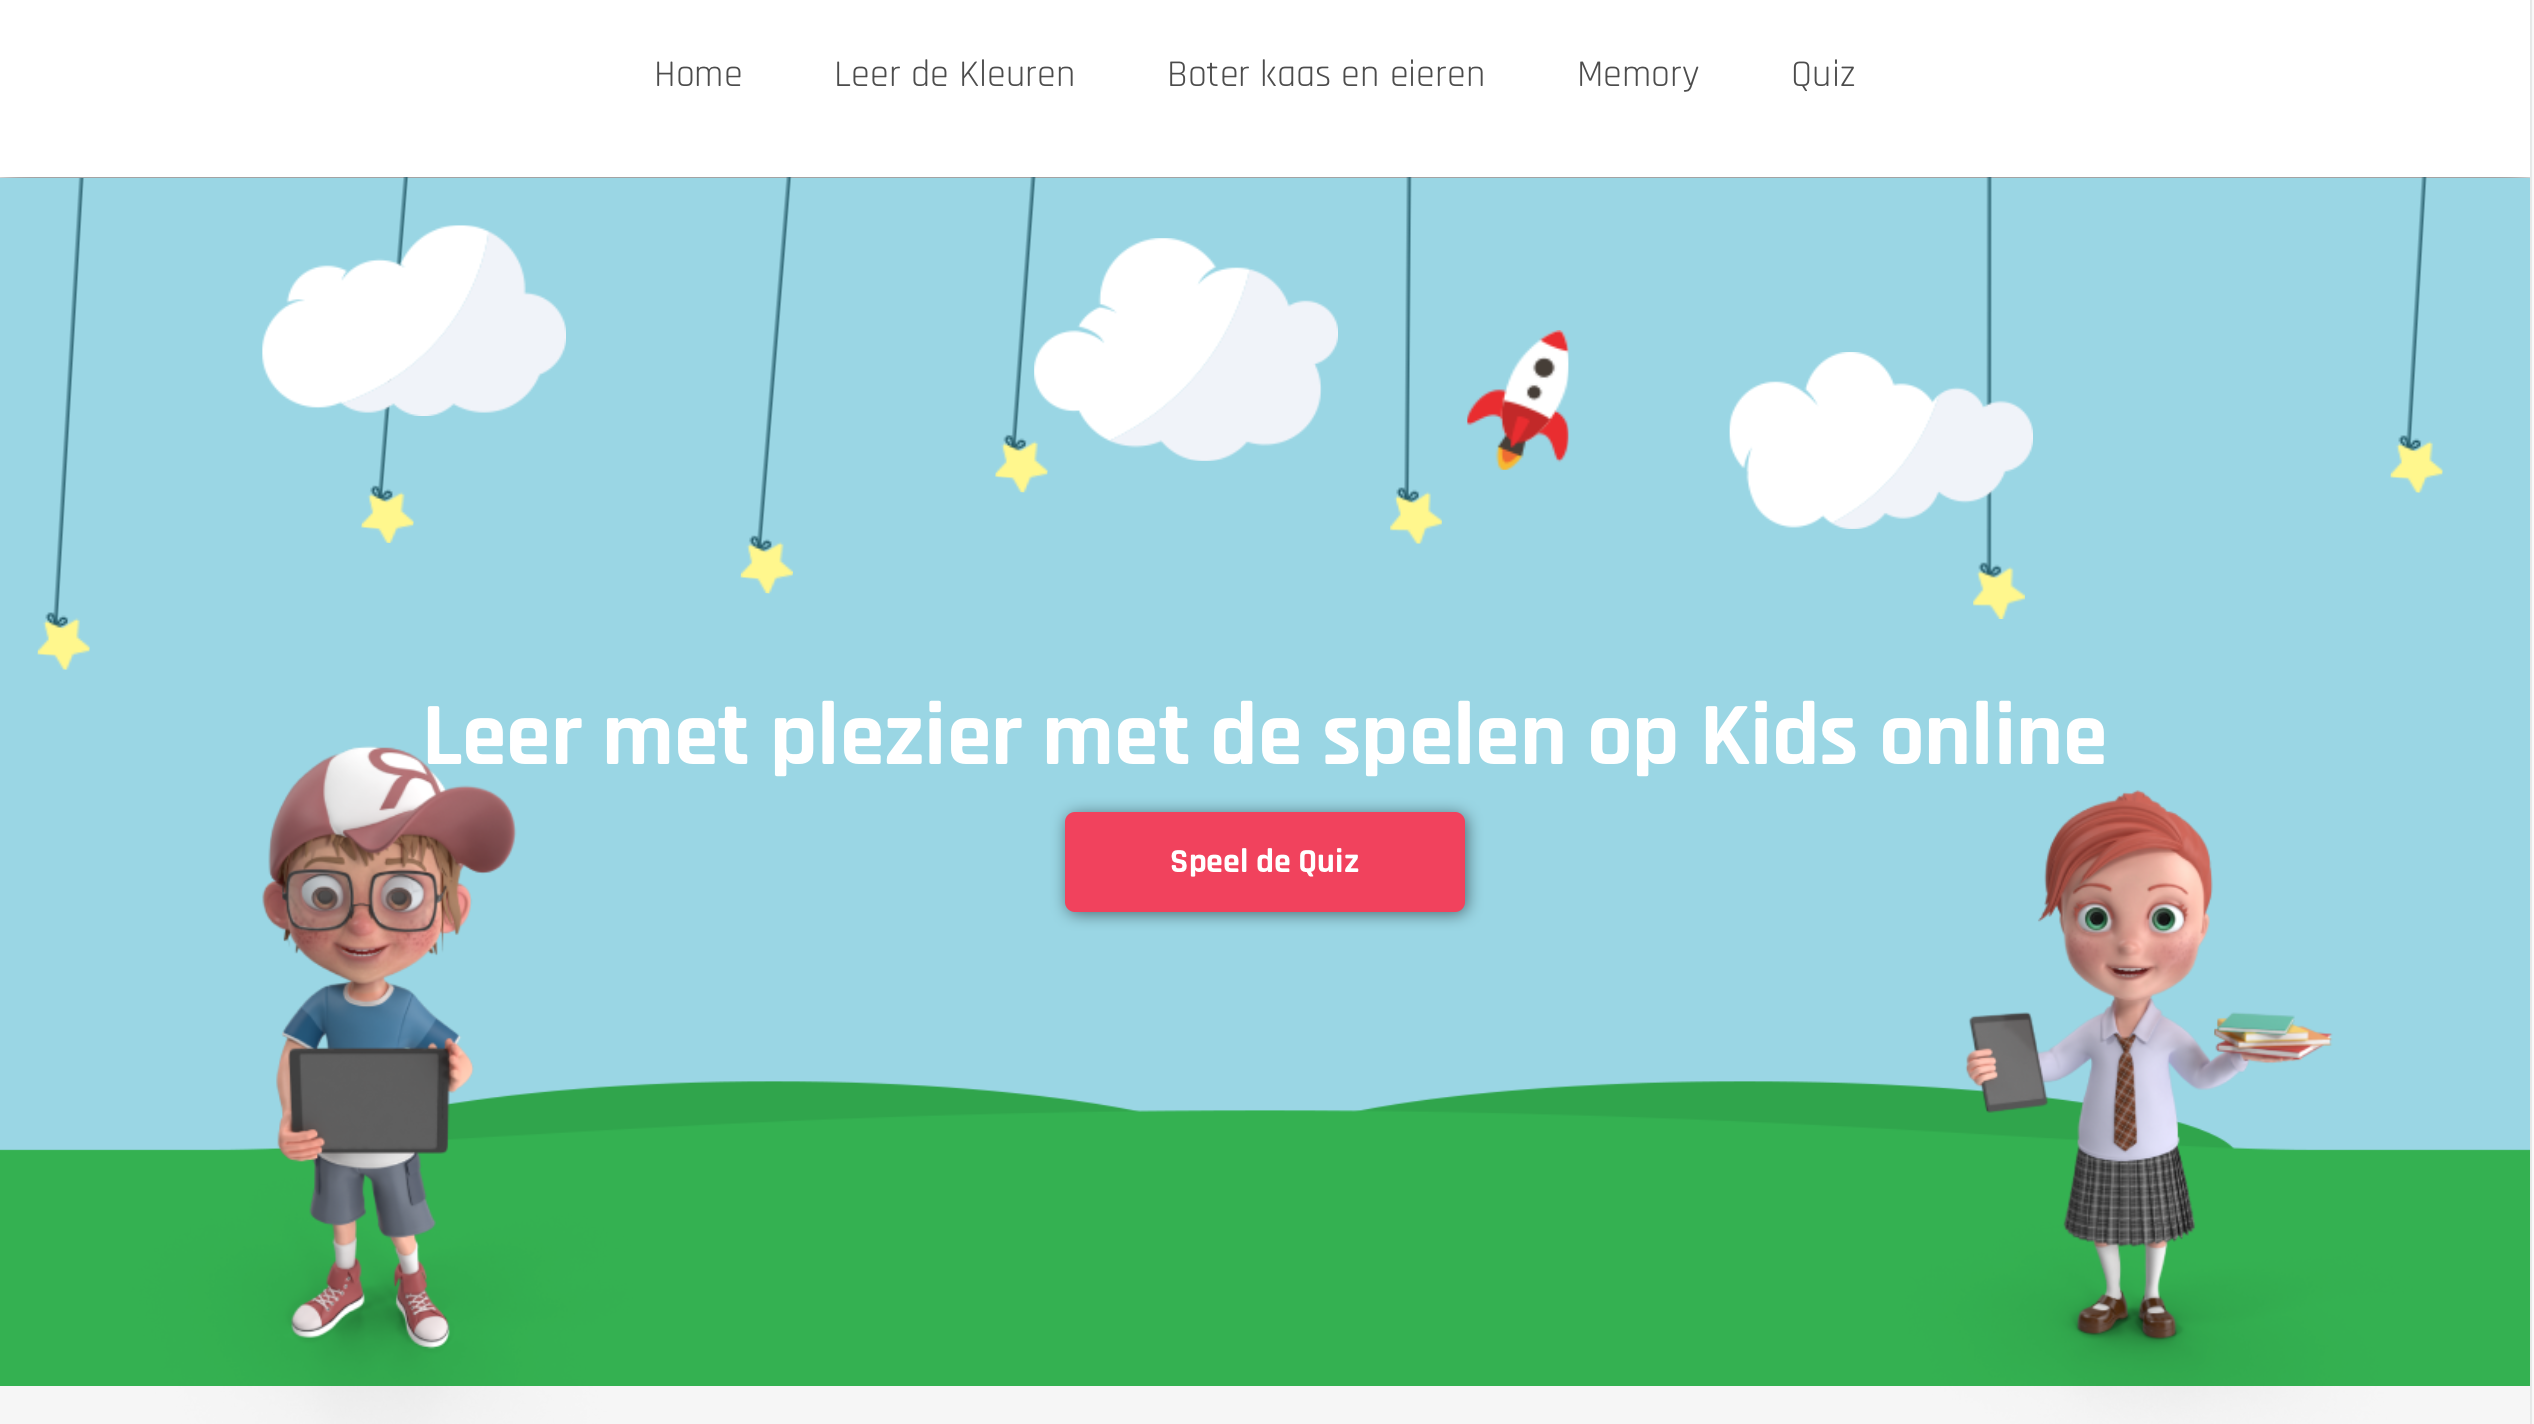 Home Leer de Kleuren Boter kaas en eieren Memory Quiz
Leer met plezier met de spelen op Kids online
Speel de Quiz